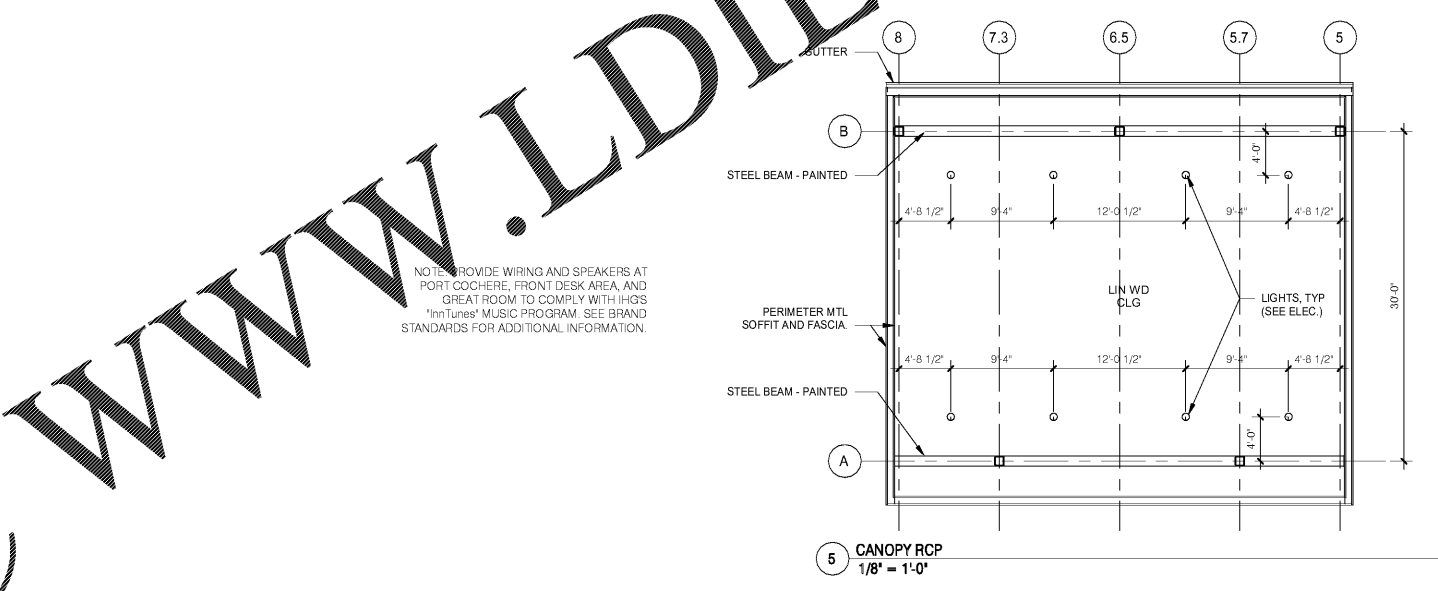 WWW.LDI
GUTTER
8
7.3
6.5
5.7
5
B
STEEL BEAM - PAINTED
4'-0"
4'-8 1/2"
9'-4"
12'-0 1/2"
9'-4"
4'-8 1/2"
NOTE: PROVIDE WIRING AND SPEAKERS AT
PORT COCHERE, FRONT DESK AREA, AND
GREAT ROOM TO COMPLY WITH IHG'S
"InnTunes" MUSIC PROGRAM. SEE BRAND
STANDARDS FOR ADDITIONAL INFORMATION.
LIN WD
CLG
LIGHTS, TYP
(SEE ELEC.)
30'-0"
PERIMETER MTL
SOFFIT AND FASCIA.
4'-8 1/2"
9'-4"
12'-0 1/2"
9'-4"
4'-8 1/2"
STEEL BEAM - PAINTED
4'-0"
A
5
CANOPY RCP
1/8" = 1'-0"